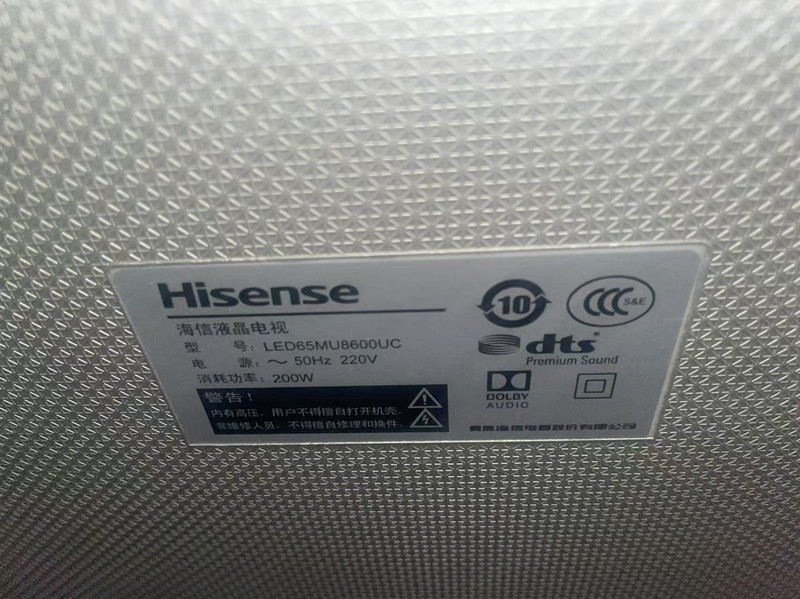 Hisense
海信液晶电视
型 号: LED65MU8600UC
电 源: ～ 50Hz 220V
消耗功率: 200W
警告!
内有高压，用户不得擅自打开机壳。
非维修人员，不得擅自修理和换件。
10
CCC S&E
dts
Premium Sound
DOLBY
AUDIO
青岛海信电器股份有限公司